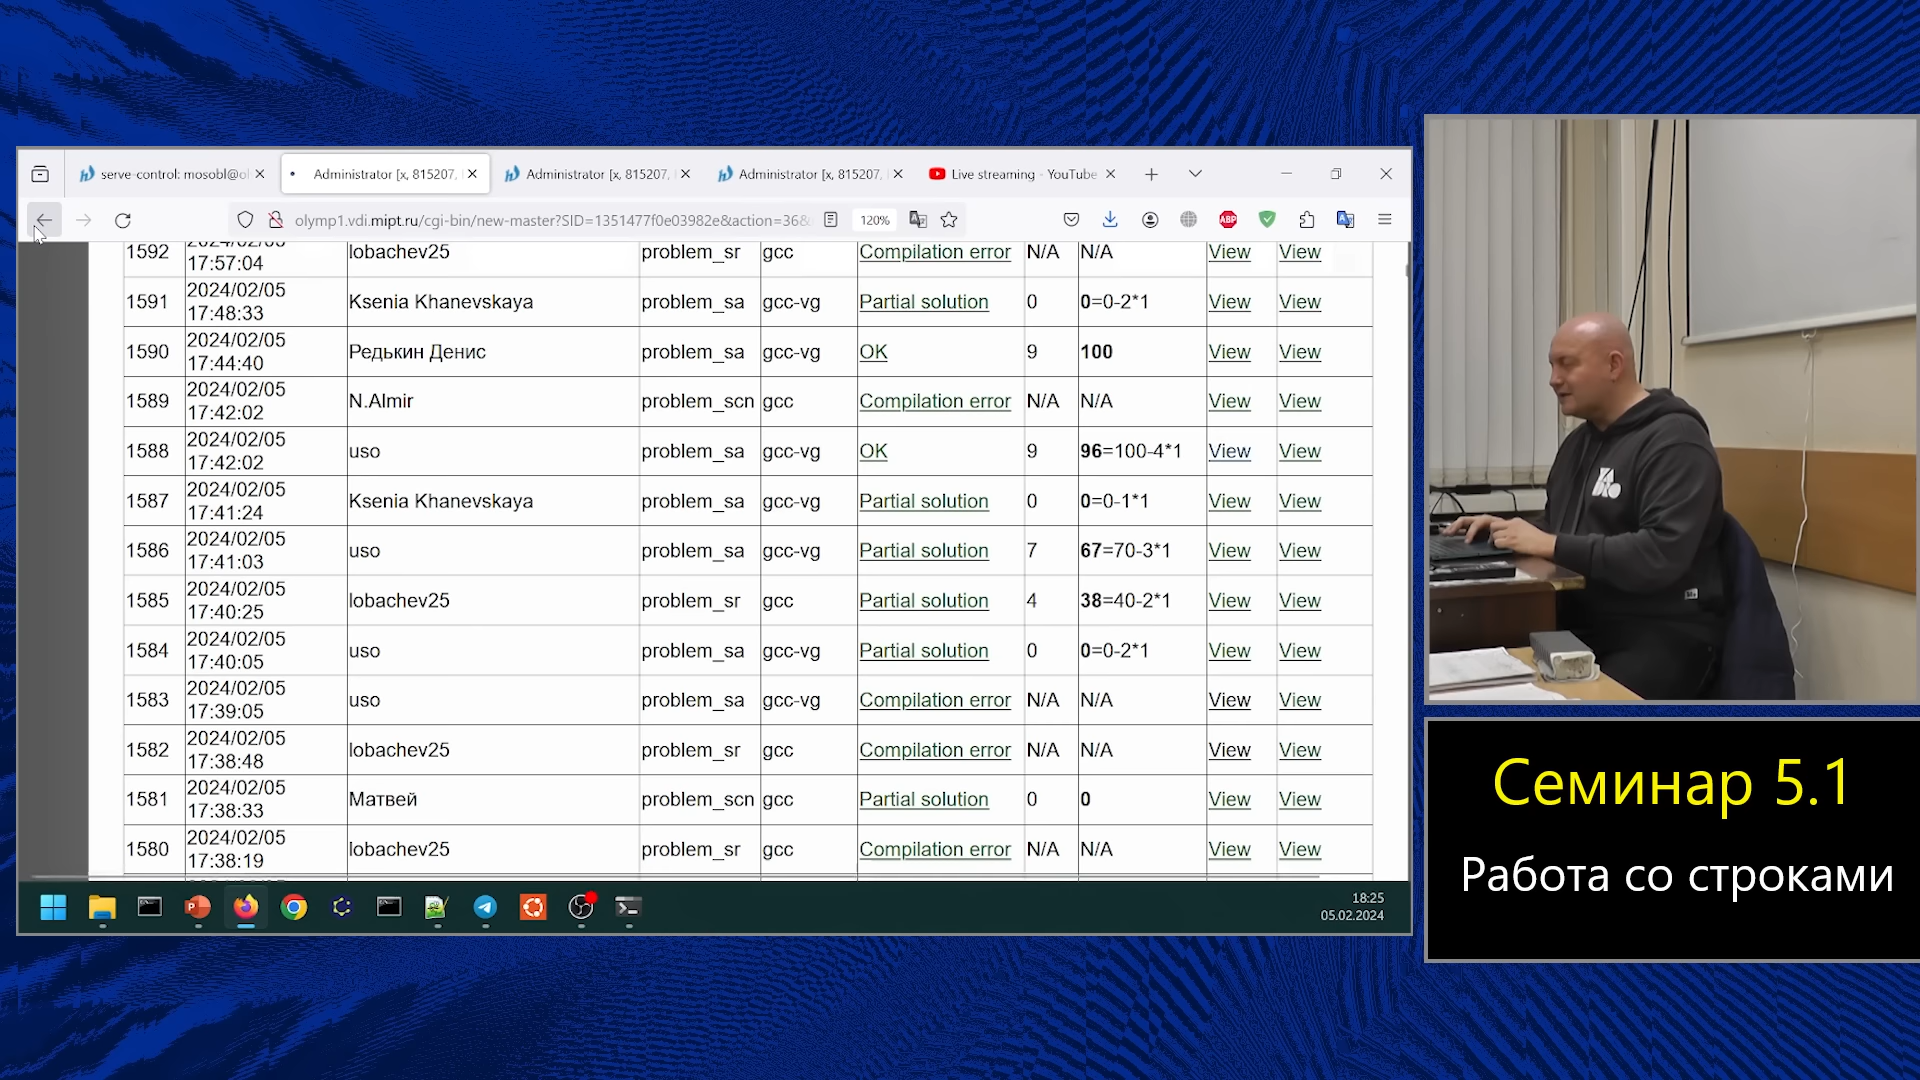 serve-control: mosobl@ol
Administrator [x, 815207,
Administrator [x, 815207,
Administrator [x, 815207,
Live streaming - YouTube
olymp1.vdi.mipt.ru/cgi-bin/new-master?SID=1351477f0e03982e&action=36&
120%
ABP
1592 17:57:04 lobachev25 problem_sr gcc Compilation error N/A N/A View View
1591 2024/02/05 17:48:33 Ksenia Khanevskaya problem_sa gcc-vg Partial solution 0 0=0-2*1 View View
1590 2024/02/05 17:44:40 Редькин Денис problem_sa gcc-vg OK 9 100 View View
1589 2024/02/05 17:42:02 N.Almir problem_scn gcc Compilation error N/A N/A View View
1588 2024/02/05 17:42:02 uso problem_sa gcc-vg OK 9 96=100-4*1 View View
1587 2024/02/05 17:41:24 Ksenia Khanevskaya problem_sa gcc-vg Partial solution 0 0=0-1*1 View View
1586 2024/02/05 17:41:03 uso problem_sa gcc-vg Partial solution 7 67=70-3*1 View View
1585 2024/02/05 17:40:25 lobachev25 problem_sr gcc Partial solution 4 38=40-2*1 View View
1584 2024/02/05 17:40:05 uso problem_sa gcc-vg Partial solution 0 0=0-2*1 View View
1583 2024/02/05 17:39:05 uso problem_sa gcc-vg Compilation error N/A N/A View View
1582 2024/02/05 17:38:48 lobachev25 problem_sr gcc Compilation error N/A N/A View View
1581 2024/02/05 17:38:33 Матвей problem_scn gcc Partial solution 0 0 View View
1580 2024/02/05 17:38:19 lobachev25 problem_sr gcc Compilation error N/A N/A View View
18:25
05.02.2024
Семинар 5.1
Работа со строками